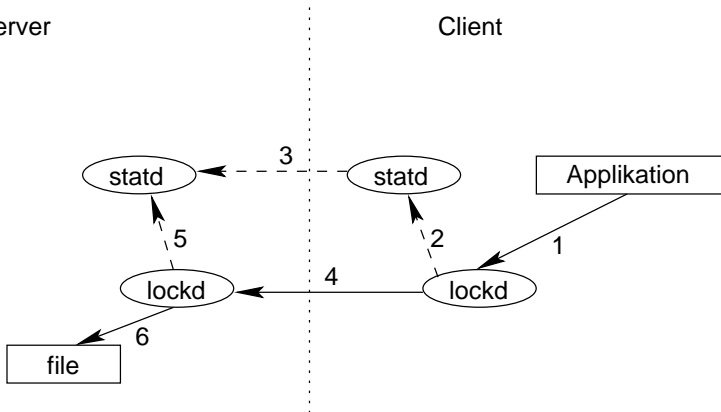 erver
Client
3
statd
statd
Applikation
5
2
1
lockd
4
lockd
6
file